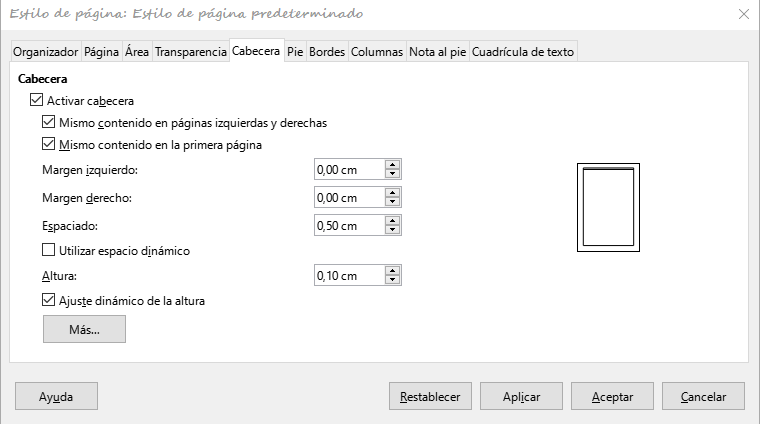 Estilo de página: Estilo de página predeterminado
Organizador Página Área Transparencia Cabecera Pie Bordes Columnas Nota al pie Cuadrícula de texto
Cabecera
Activar cabecera
Mismo contenido en páginas izquierdas y derechas
Mismo contenido en la primera página
Margen izquierdo: 0,00 cm
Margen derecho: 0,00 cm
Espaciado: 0,50 cm
Utilizar espacio dinámico
Altura: 0,10 cm
Ajuste dinámico de la altura
Más...
Ayuda Restablecer Aplicar Aceptar Cancelar